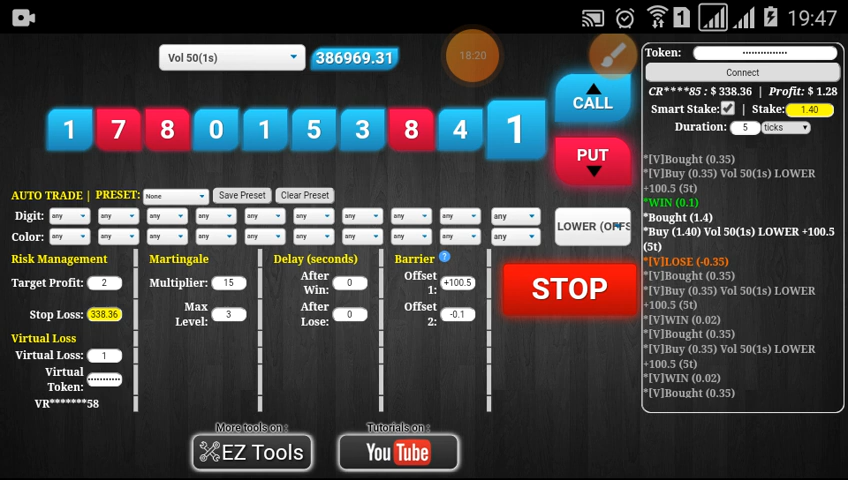 1 19:47
Vol 50(1s) 386969.31 18:20
1 7 8 0 1 5 3 8 4 1
CALL
PUT
AUTO TRADE | PRESET: None Save Preset Clear Preset
Digit: any any any any any any any any any any
Color: any any any any any any any any any any
LOWER (OFFS
Risk Management
Target Profit: 2
Stop Loss: 338.36
Virtual Loss
Virtual Loss: 1
Virtual
Token: ••••••••••••
VR*******58
Martingale
Multiplier: 15
Max
Level: 3
Delay (seconds)
After
Win: 0
After
Lose: 0
Barrier ?
Offset
1: +100.5
Offset
2: -0.1
STOP
More tools on :
EZ Tools
Tutorials on :
YouTube
Token: •••••••••••••••
Connect
CR****85 : $ 338.36 | Profit: $ 1.28
Smart Stake: | Stake: 1.40
Duration: 5 ticks
*[V]Bought (0.35)
*[V]Buy (0.35) Vol 50(1s) LOWER
+100.5 (5t)
*WIN (0.1)
*Bought (1.4)
*Buy (1.40) Vol 50(1s) LOWER +100.5
(5t)
*[V]LOSE (-0.35)
*[V]Bought (0.35)
*[V]Buy (0.35) Vol 50(1s) LOWER
+100.5 (5t)
*[V]WIN (0.02)
*[V]Bought (0.35)
*[V]Buy (0.35) Vol 50(1s) LOWER
+100.5 (5t)
*[V]WIN (0.02)
*[V]Bought (0.35)